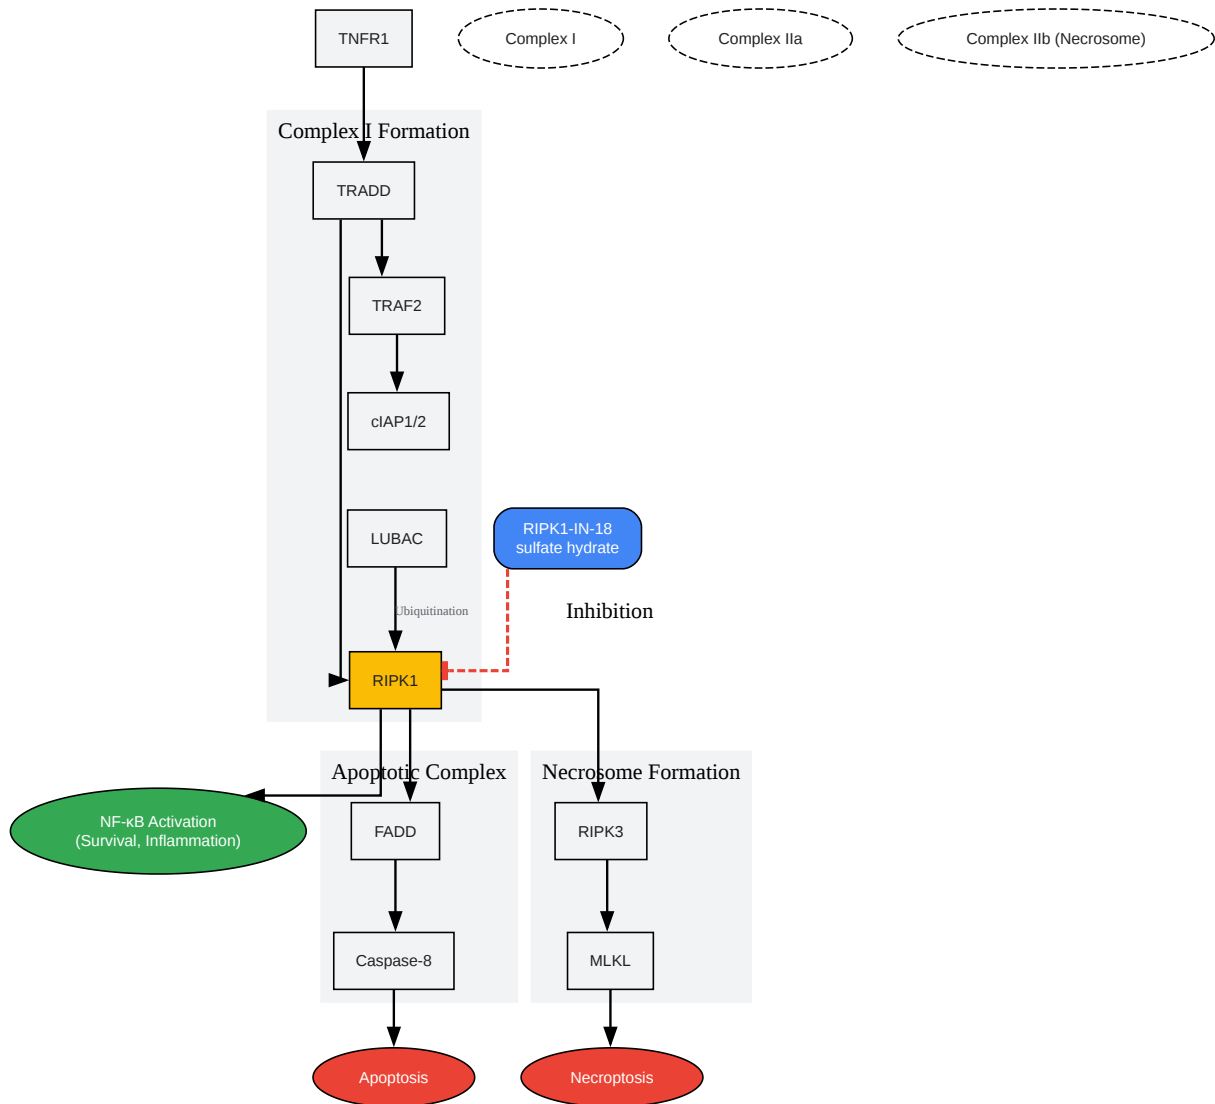 TNFR1
Complex I
Complex IIa
Complex IIb (Necrosome)
Complex I Formation
TRADD
TRAF2
cIAP1/2
LUBAC
RIPK1-IN-18
sulfate hydrate
Ubiquitination
Inhibition
RIPK1
Apoptotic Complex
Necrosome Formation
NF-κB Activation
(Survival, Inflammation)
FADD
RIPK3
Caspase-8
MLKL
Apoptosis
Necroptosis